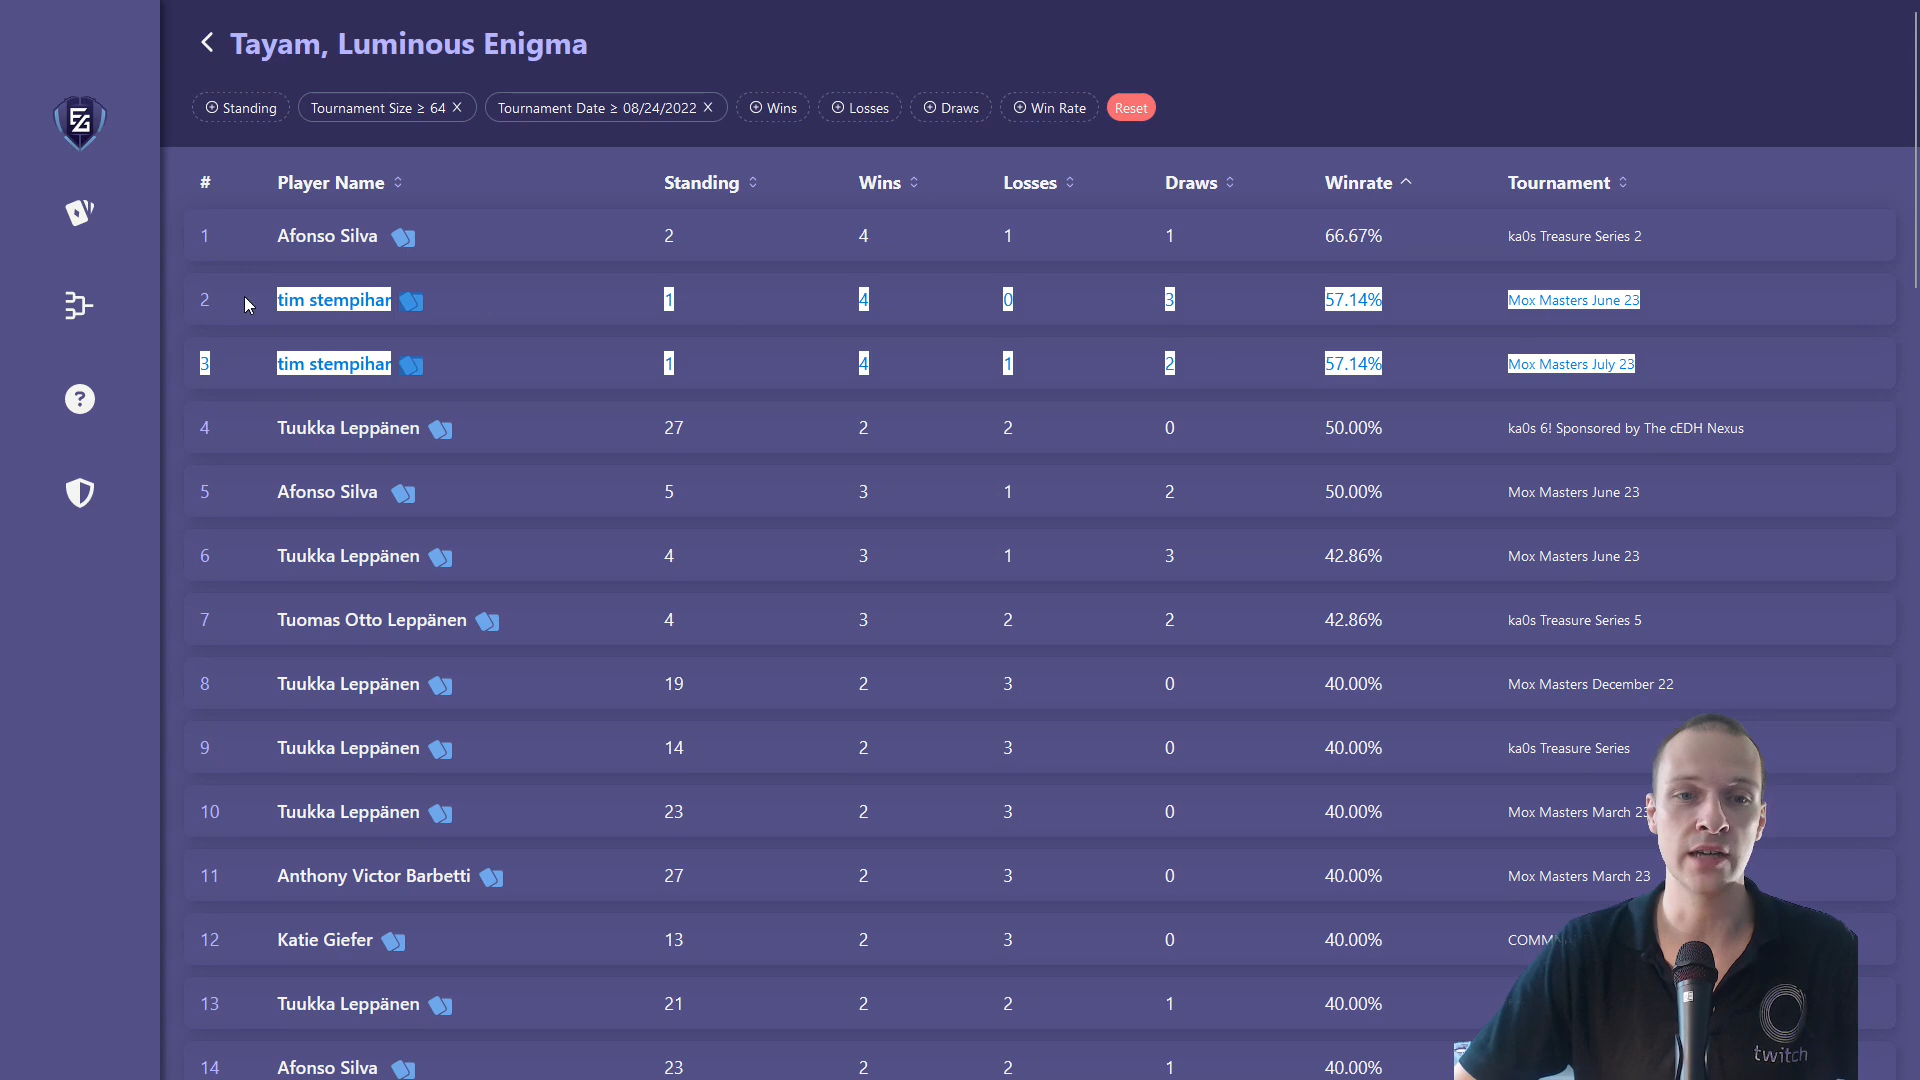 Tayam, Luminous Enigma
Standing Tournament Size ≥ 64 Tournament Date ≥ 08/24/2022 Wins Losses Draws Win Rate Reset
# Player Name Standing Wins Losses Draws Winrate Tournament
1 Afonso Silva 2 4 1 1 66.67% ka0s Treasure Series 2
2 tim stempihar 1 4 0 3 57.14% Mox Masters June 23
3 tim stempihar 1 4 1 2 57.14% Mox Masters July 23
4 Tuukka Leppänen 27 2 2 0 50.00% ka0s 6! Sponsored by The cEDH Nexus
5 Afonso Silva 5 3 1 2 50.00% Mox Masters June 23
6 Tuukka Leppänen 4 3 1 3 42.86% Mox Masters June 23
7 Tuomas Otto Leppänen 4 3 2 2 42.86% ka0s Treasure Series 5
8 Tuukka Leppänen 19 2 3 0 40.00% Mox Masters December 22
9 Tuukka Leppänen 14 2 3 0 40.00% ka0s Treasure Series
10 Tuukka Leppänen 23 2 3 0 40.00% Mox Masters March 23
11 Anthony Victor Barbetti 27 2 3 0 40.00% Mox Masters March 23
12 Katie Giefer 13 2 3 0 40.00%
13 Tuukka Leppänen 21 2 2 1 40.00%
14 Afonso Silva 23 2 2 1 40.00%
twitch